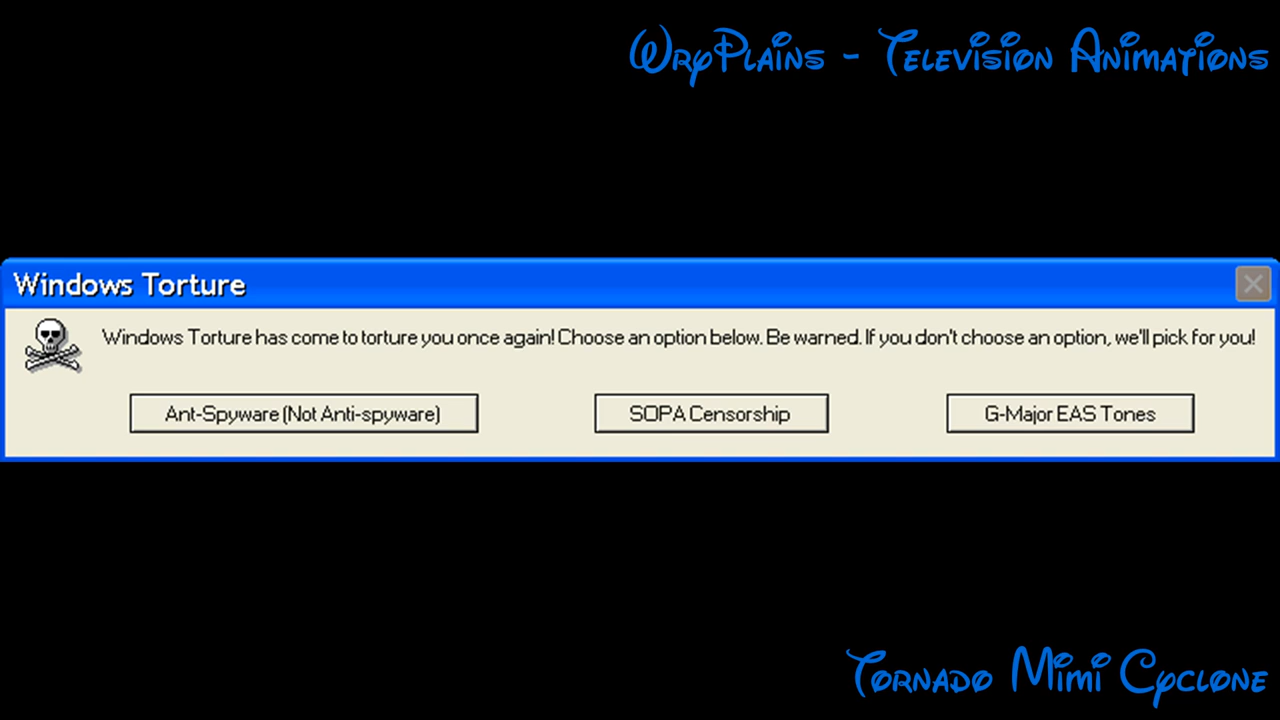 WryPlains - Television Animations
Windows Torture
Windows Torture has come to torture you once again! Choose an option below. Be warned. If you don't choose an option, we'll pick for you!
Ant-Spyware (Not Anti-spyware)
SOPA Censorship
G-Major EAS Tones
Tornado Mimi Cyclone